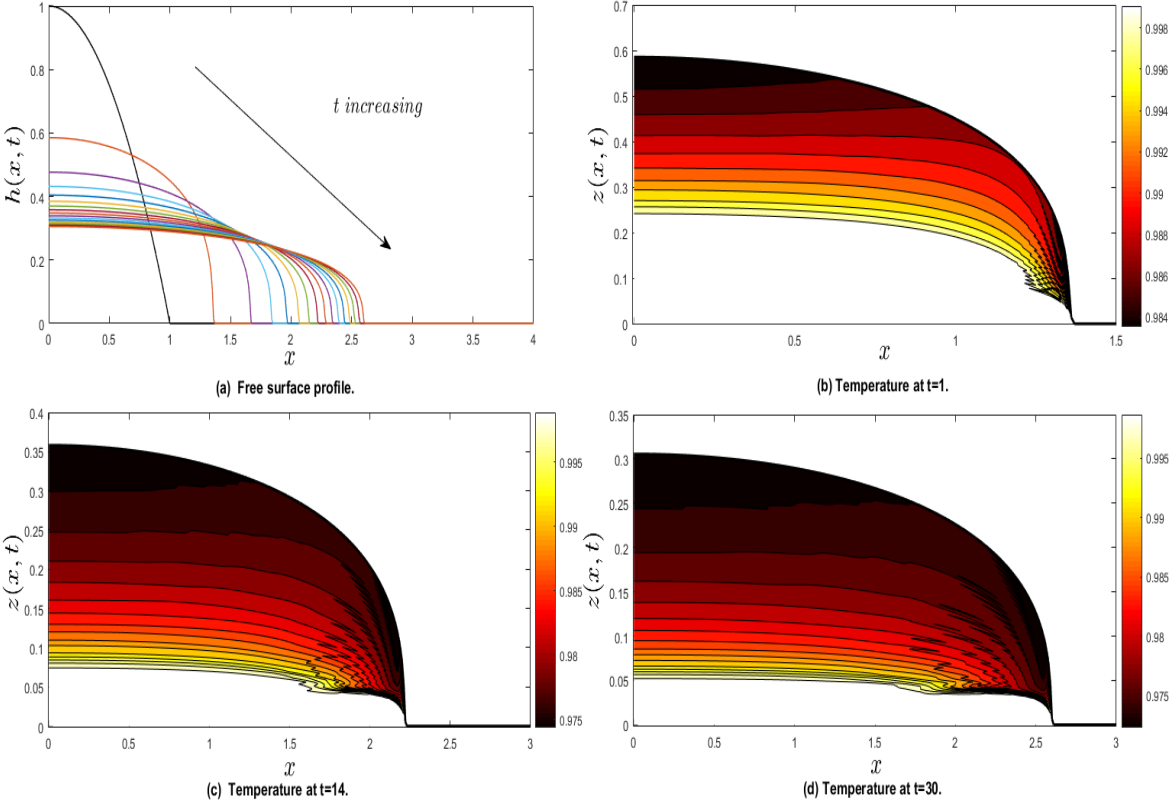 h(x, t)
1
0.8
0.6
0.4
0.2
0
t increasing
0 0.5 1 1.5 2 2.5 3 3.5 4
x
(a) Free surface profile.
z(x, t)
0.7
0.6
0.5
0.4
0.3
0.2
0.1
0
0 0.5 1 1.5
x
0.998
0.996
0.994
0.992
0.99
0.988
0.986
0.984
(b) Temperature at t=1.
z(x, t)
0.4
0.35
0.3
0.25
0.2
0.15
0.1
0.05
0
0 0.5 1 1.5 2 2.5 3
x
0.995
0.99
0.985
0.98
0.975
(c) Temperature at t=14.
z(x, t)
0.35
0.3
0.25
0.2
0.15
0.1
0.05
0
0 0.5 1 1.5 2 2.5 3
x
0.995
0.99
0.985
0.98
0.975
(d) Temperature at t=30.